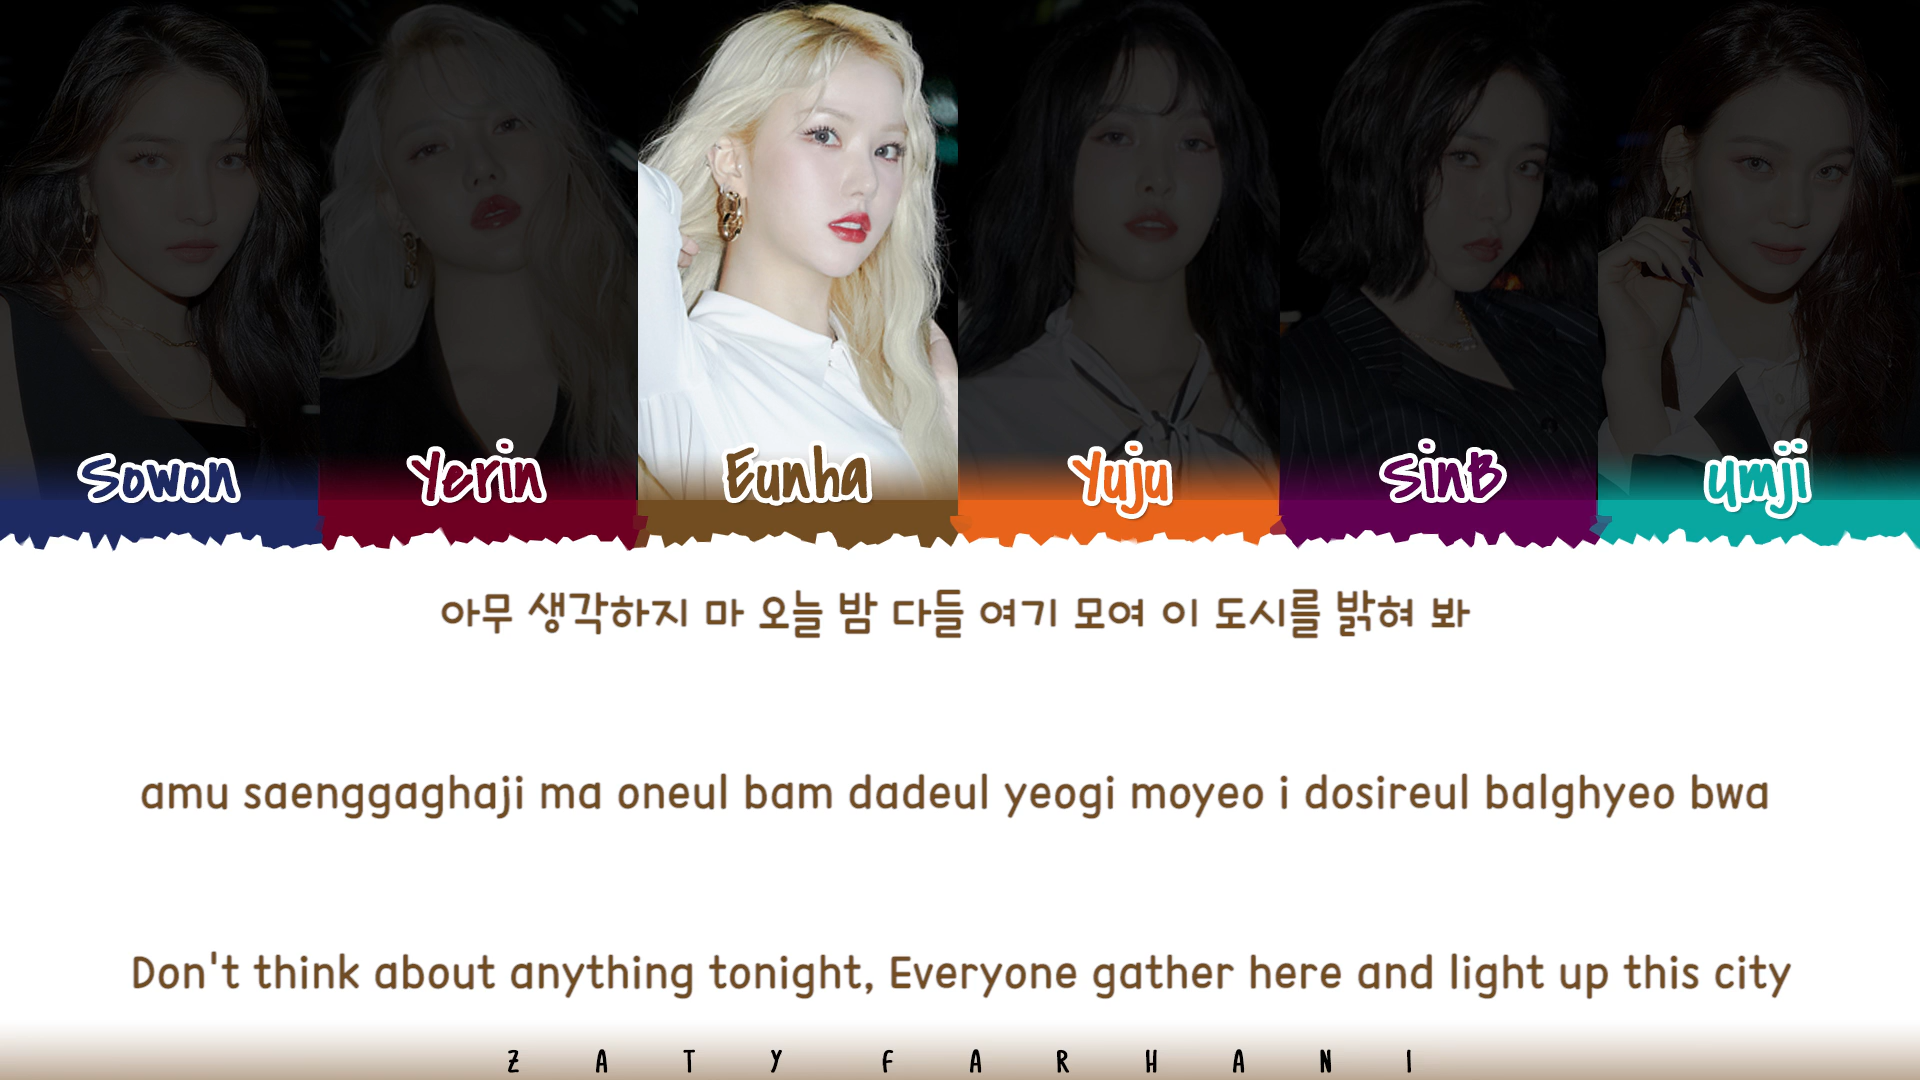 Sowon Yerin Eunha Yuju SinB Umji
아무 생각하지 마 오늘 밤 다들 여기 모여 이 도시를 밝혀 봐
amu saenggaghaji ma oneul bam dadeul yeogi moyeo i dosireul balghyeo bwa
Don't think about anything tonight, Everyone gather here and light up this city
ZATY FARHANI